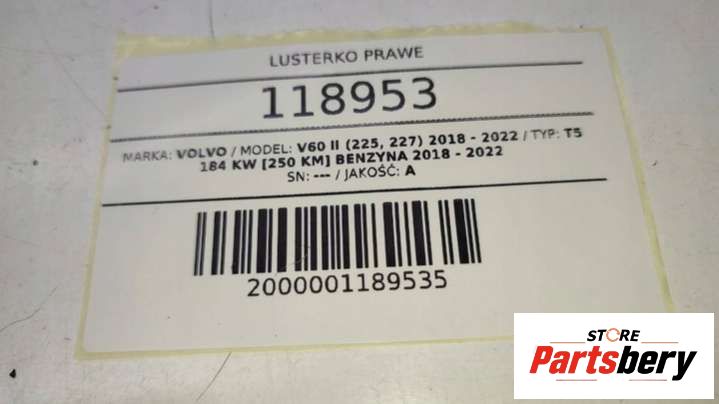 LUSTERKO PRAWE
118953
MARKA: VOLVO / MODEL: V60 II (225, 227) 2018 - 2022 / TYP: T5
184 KW [250 KM] BENZYNA 2018 - 2022
SN: --- / JAKOŚĆ: A
2000001189535
STORE
Partsbery